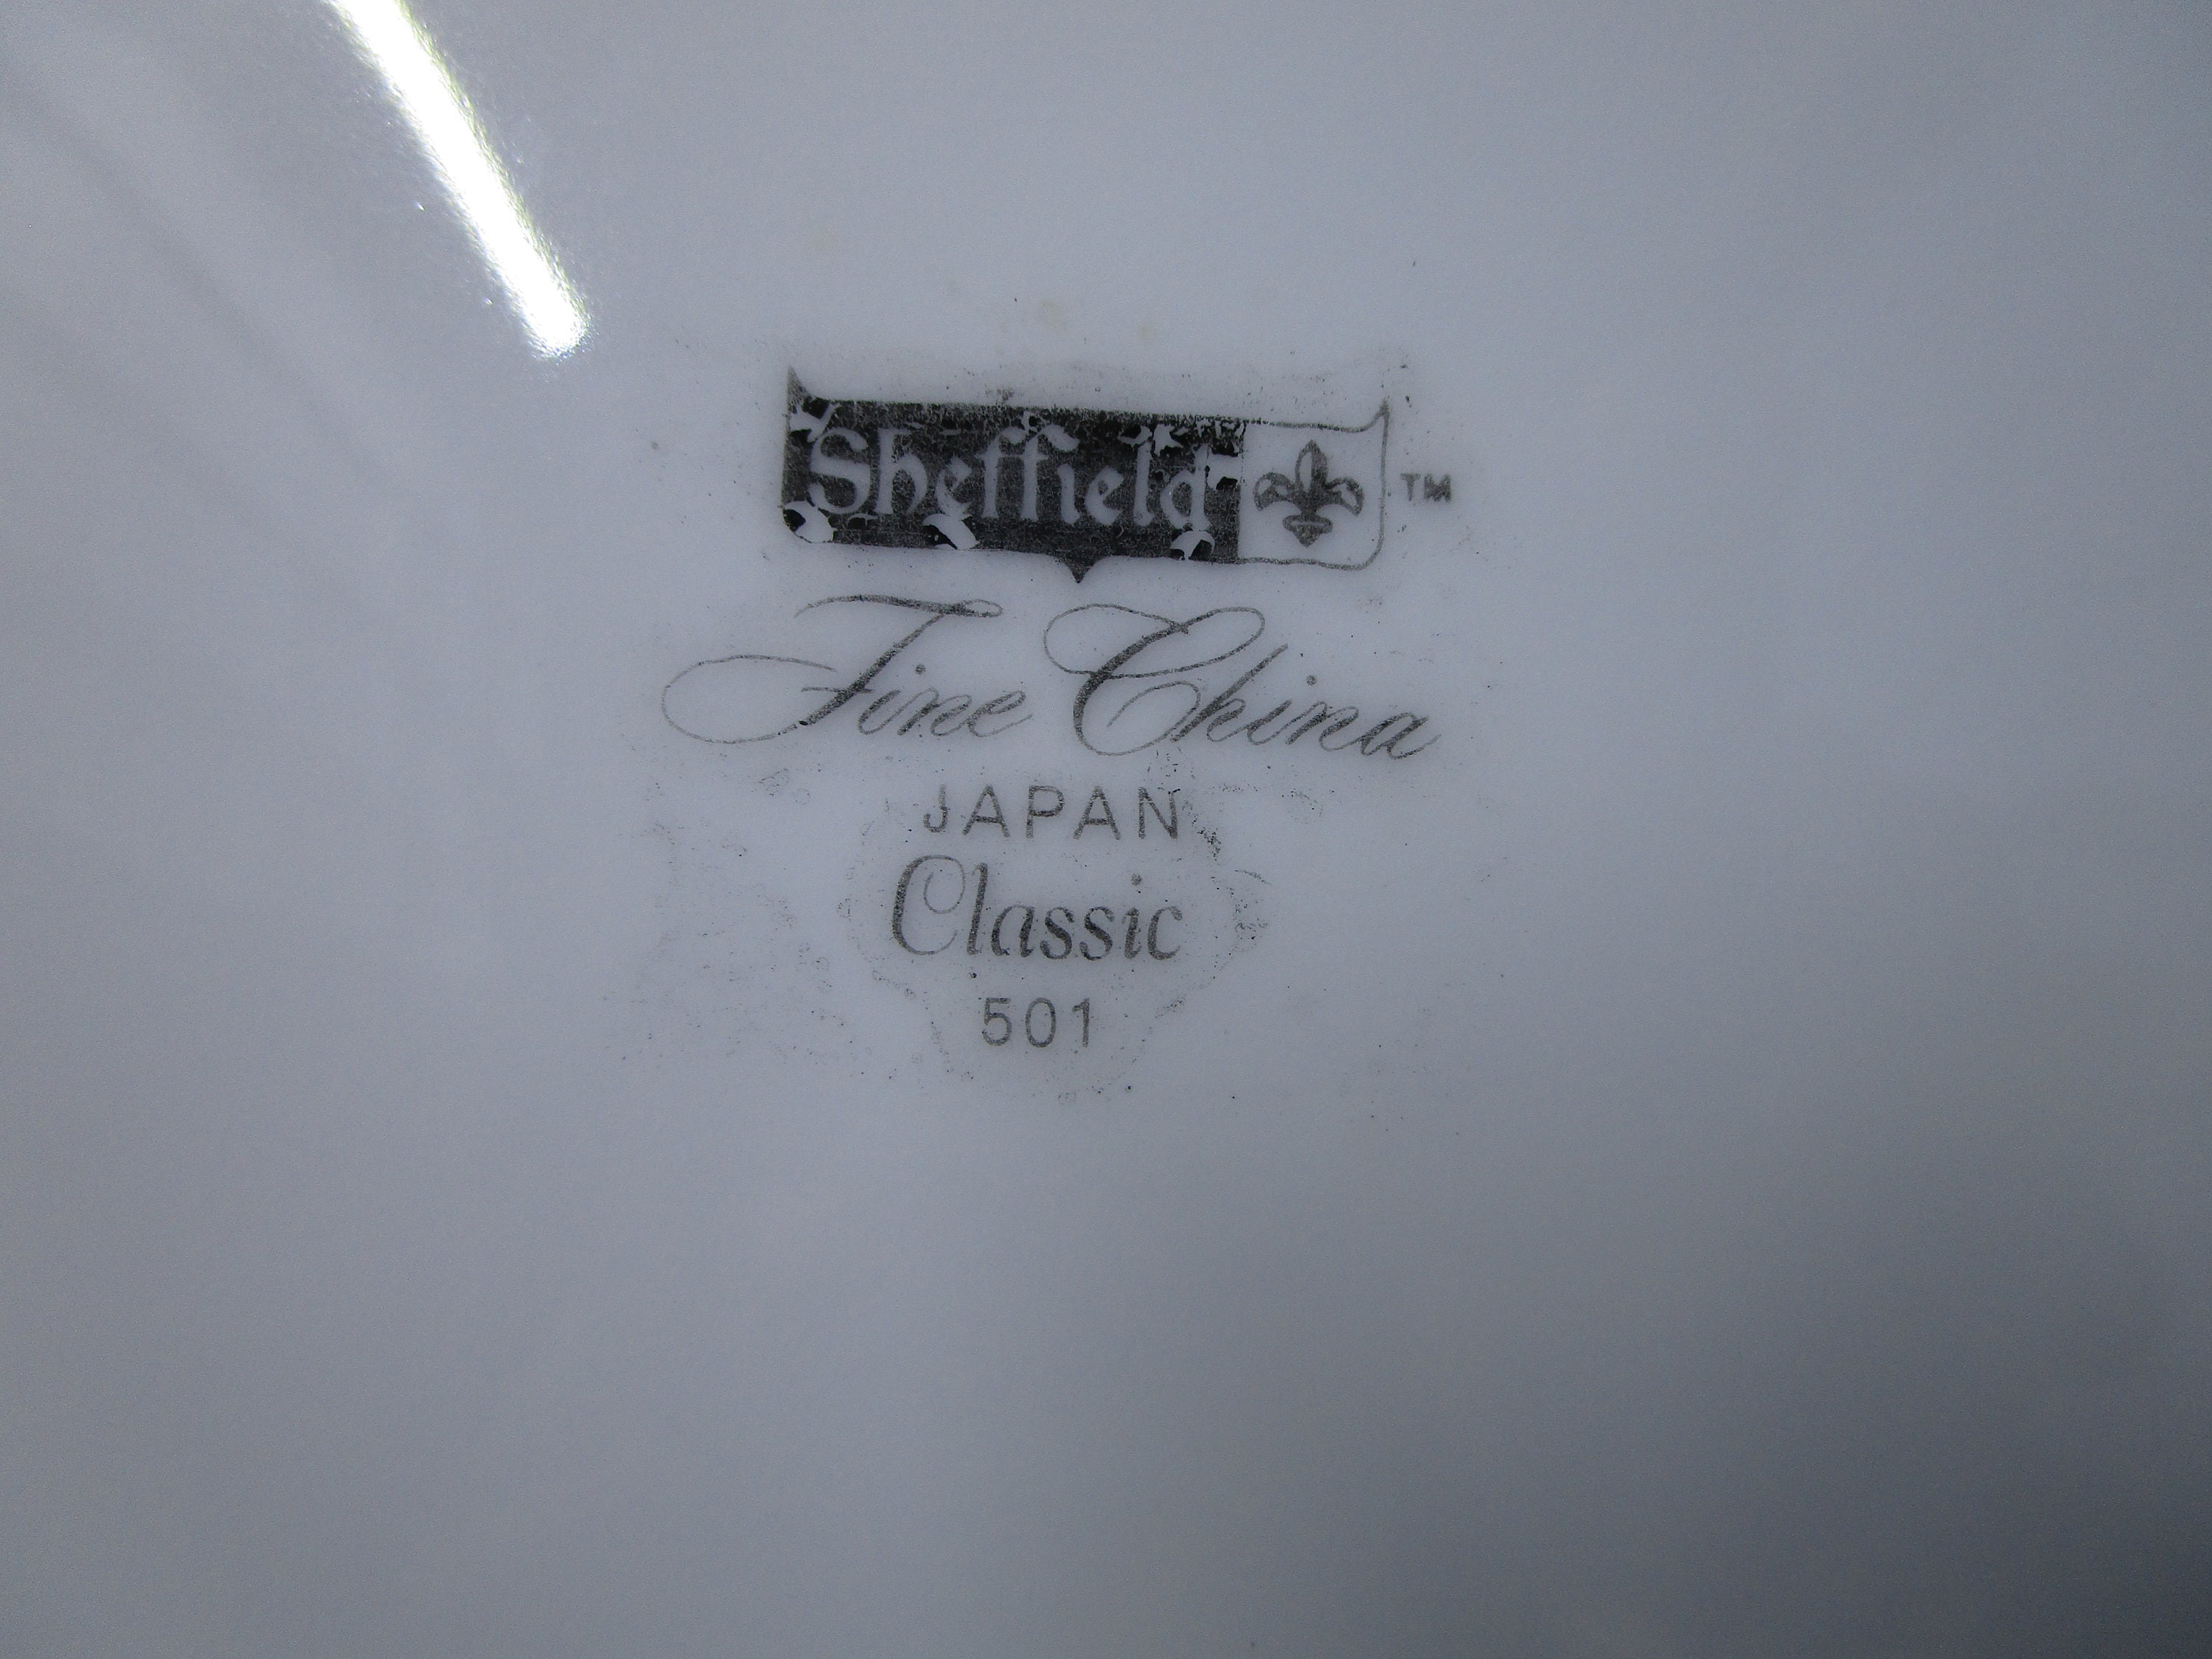 Sheffield TM
Fine China
JAPAN
Classic
501